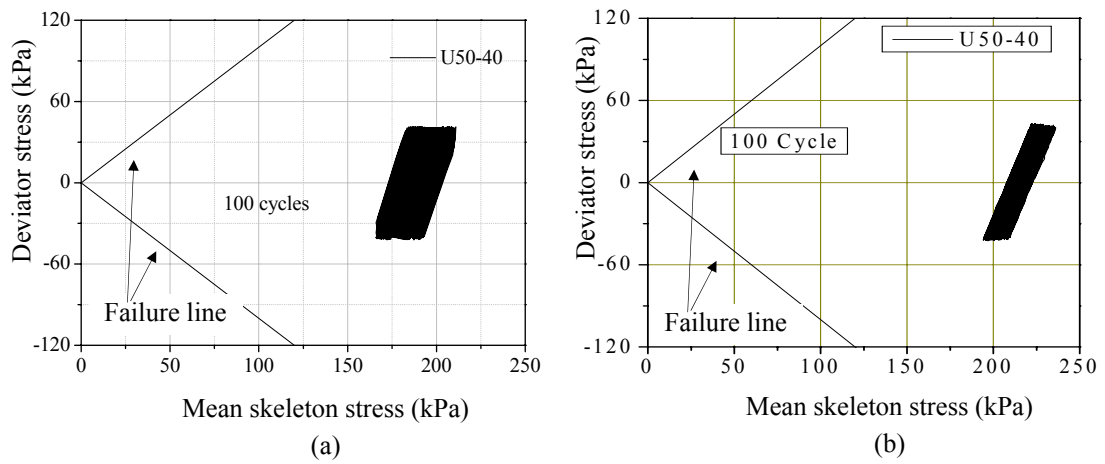 120
60
0
-60
-120
Deviator stress (kPa)
U50-40
100 cycles
Failure line
0 50 100 150 200 250
Mean skeleton stress (kPa)
(a)
120
60
0
-60
-120
Deviator stress (kPa)
U50-40
100 Cycle
Failure line
0 50 100 150 200 250
Mean skeleton stress (kPa)
(b)